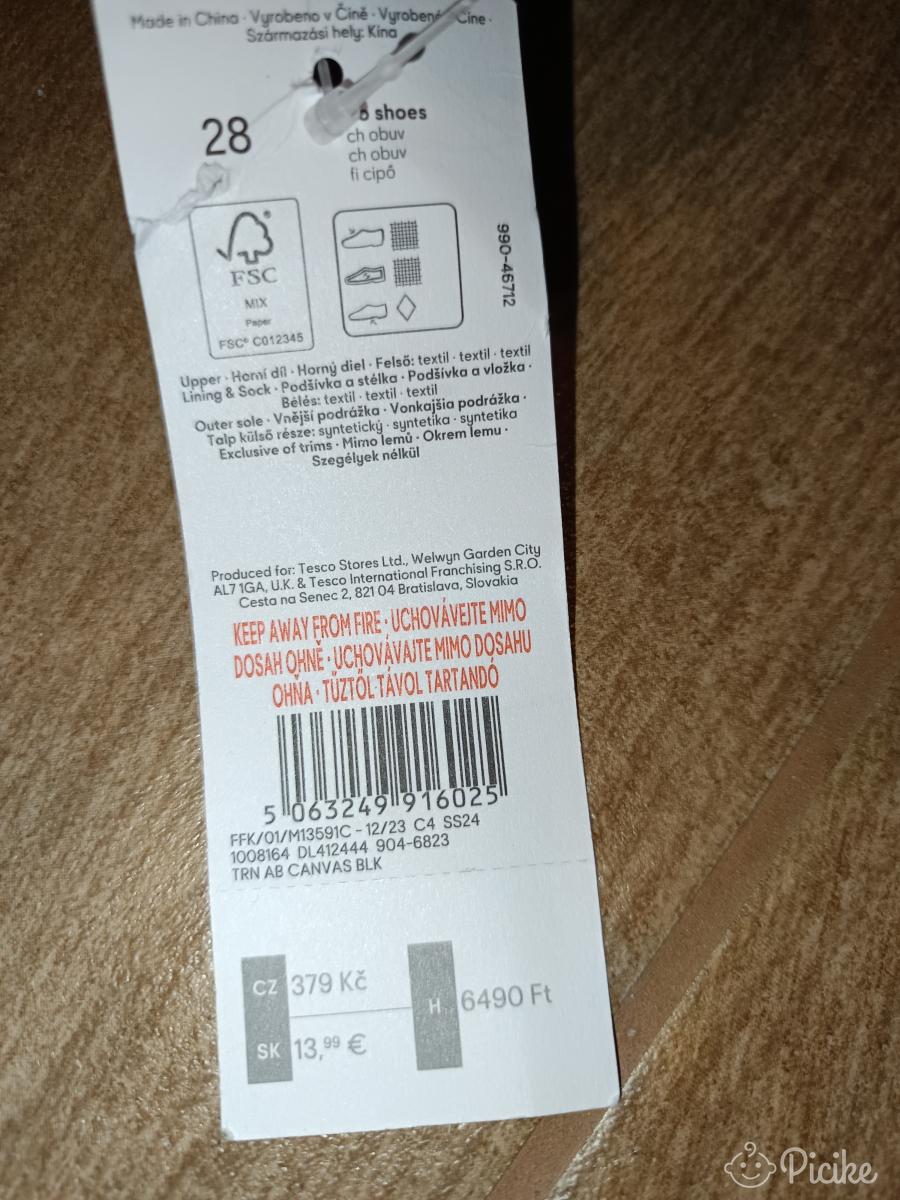 Made in China · Vyrobeno v Číně · Vyrobené Číne ·
Származási hely: Kína
28
shoes
ch obuv
ch obuv
fi cipő
FSC
MIX
Paper
FSC® C012345
990-46712
Upper · Horní díl · Horný diel · Felső: textil · textil · textil
Lining & Sock · Podšívka a stélka · Podšívka a vložka ·
Bélés: textil · textil · textil
Outer sole · Vnější podrážka · Vonkajšia podrážka ·
Talp külső része: syntetický · syntetika · syntetika
Exclusive of trims · Mimo lemů · Okrem lemu ·
Szegélyek nélkül
Produced for: Tesco Stores Ltd., Welwyn Garden City
AL7 1GA, U.K. & Tesco International Franchising S.R.O.
Cesta na Senec 2, 821 04 Bratislava, Slovakia
KEEP AWAY FROM FIRE · UCHOVÁVEJTE MIMO
DOSAH OHNĚ · UCHOVÁVAJTE MIMO DOSAHU
OHŇA · TŰZTŐL TÁVOL TARTANDÓ
5 063249 916025
FFK/01/M13591C - 12/23 C4 SS24
1008164 DL412444 904-6823
TRN AB CANVAS BLK
CZ 379 Kč
SK 13,99 €
H 6490 Ft
Picike